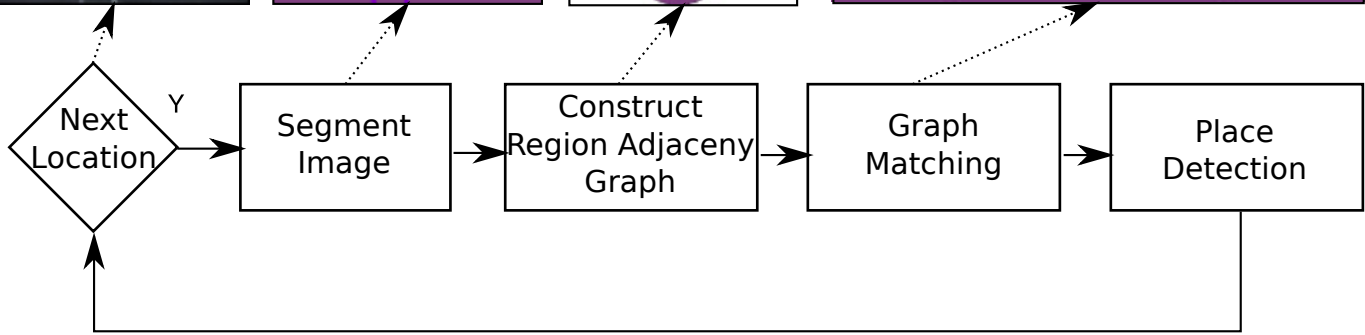 Next
Location
Y
Segment
Image
Construct
Region Adjaceny
Graph
Graph
Matching
Place
Detection